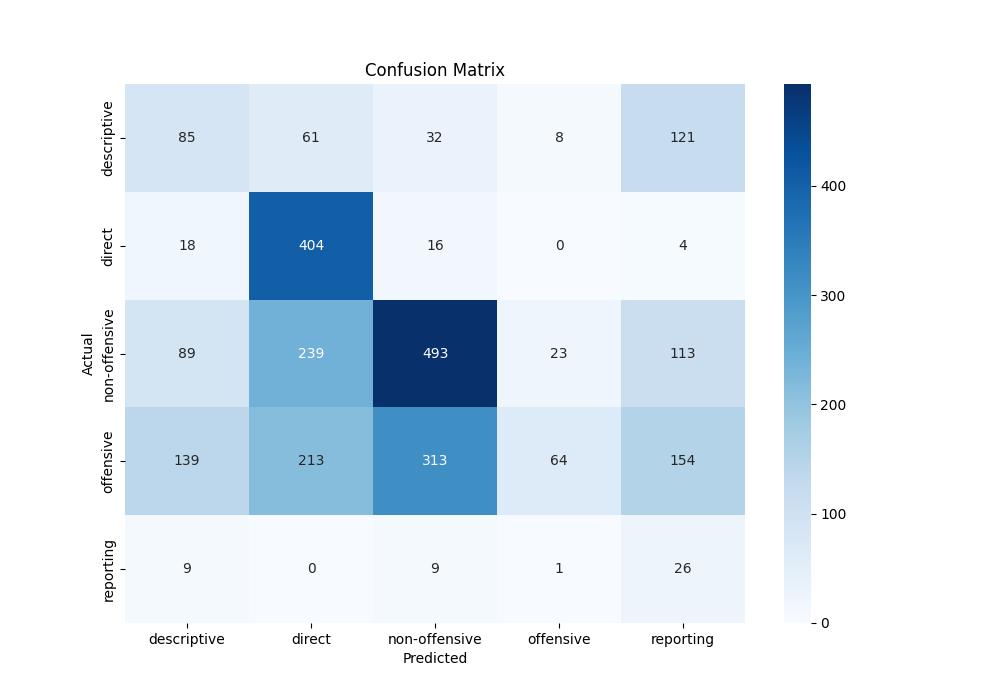 Confusion Matrix
Actual
descriptive 85 61 32 8 121
direct 18 404 16 0 4
non-offensive 89 239 493 23 113
offensive 139 213 313 64 154
reporting 9 0 9 1 26
descriptive direct non-offensive offensive reporting
Predicted
400
300
200
100
0